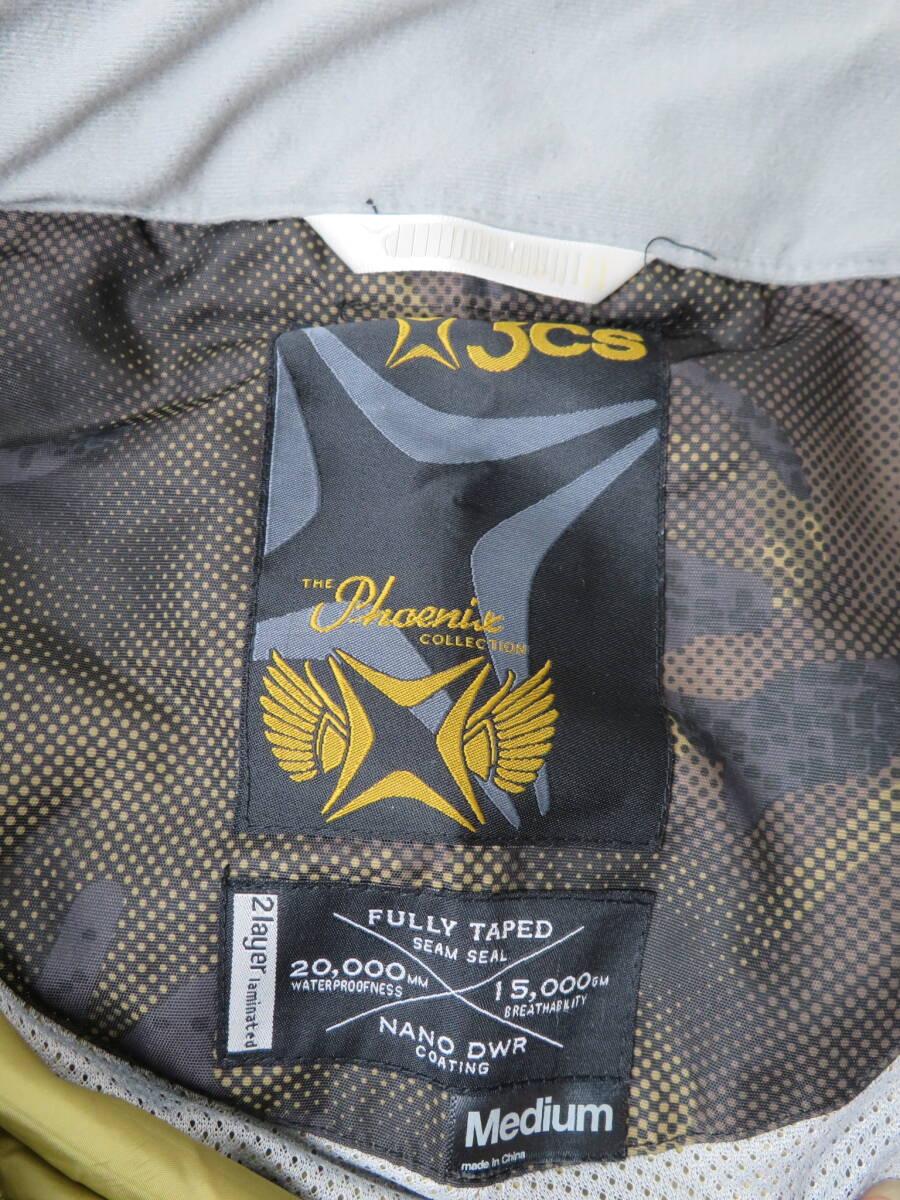 JCS
THE
Phoenix
COLLECTION
2layer laminated
FULLY TAPED
SEAM SEAL
20,000MM
WATERPROOFNESS
15,000GM
BREATHABILITY
NANO DWR
COATING
Medium
made in China